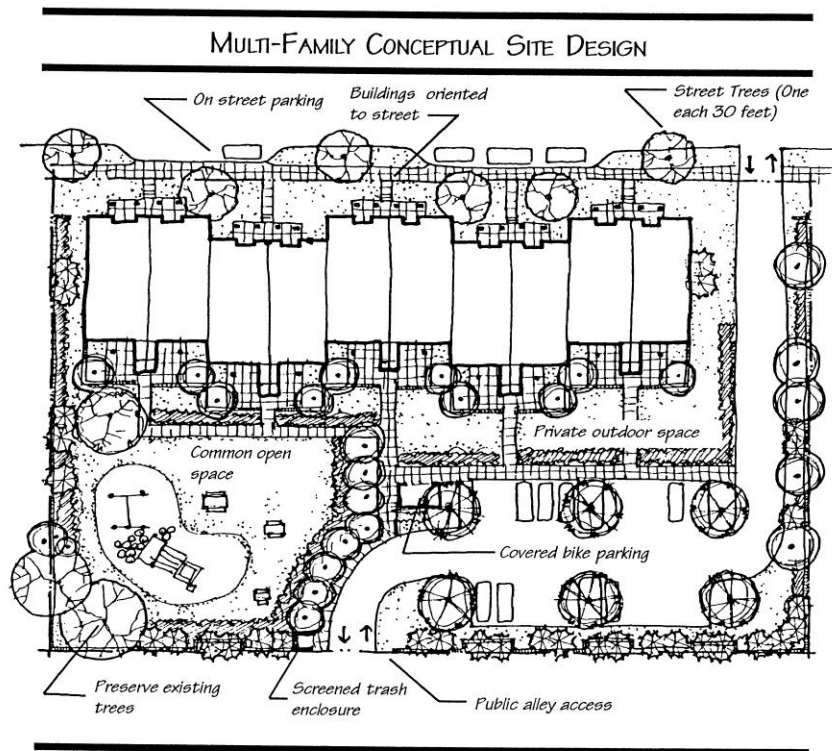 MULTI-FAMILY CONCEPTUAL SITE DESIGN
On street parking
Buildings oriented
to street
Street Trees (One
each 30 feet)
Common open
space
Private outdoor space
Covered bike parking
Preserve existing
trees
Screened trash
enclosure
Public alley access